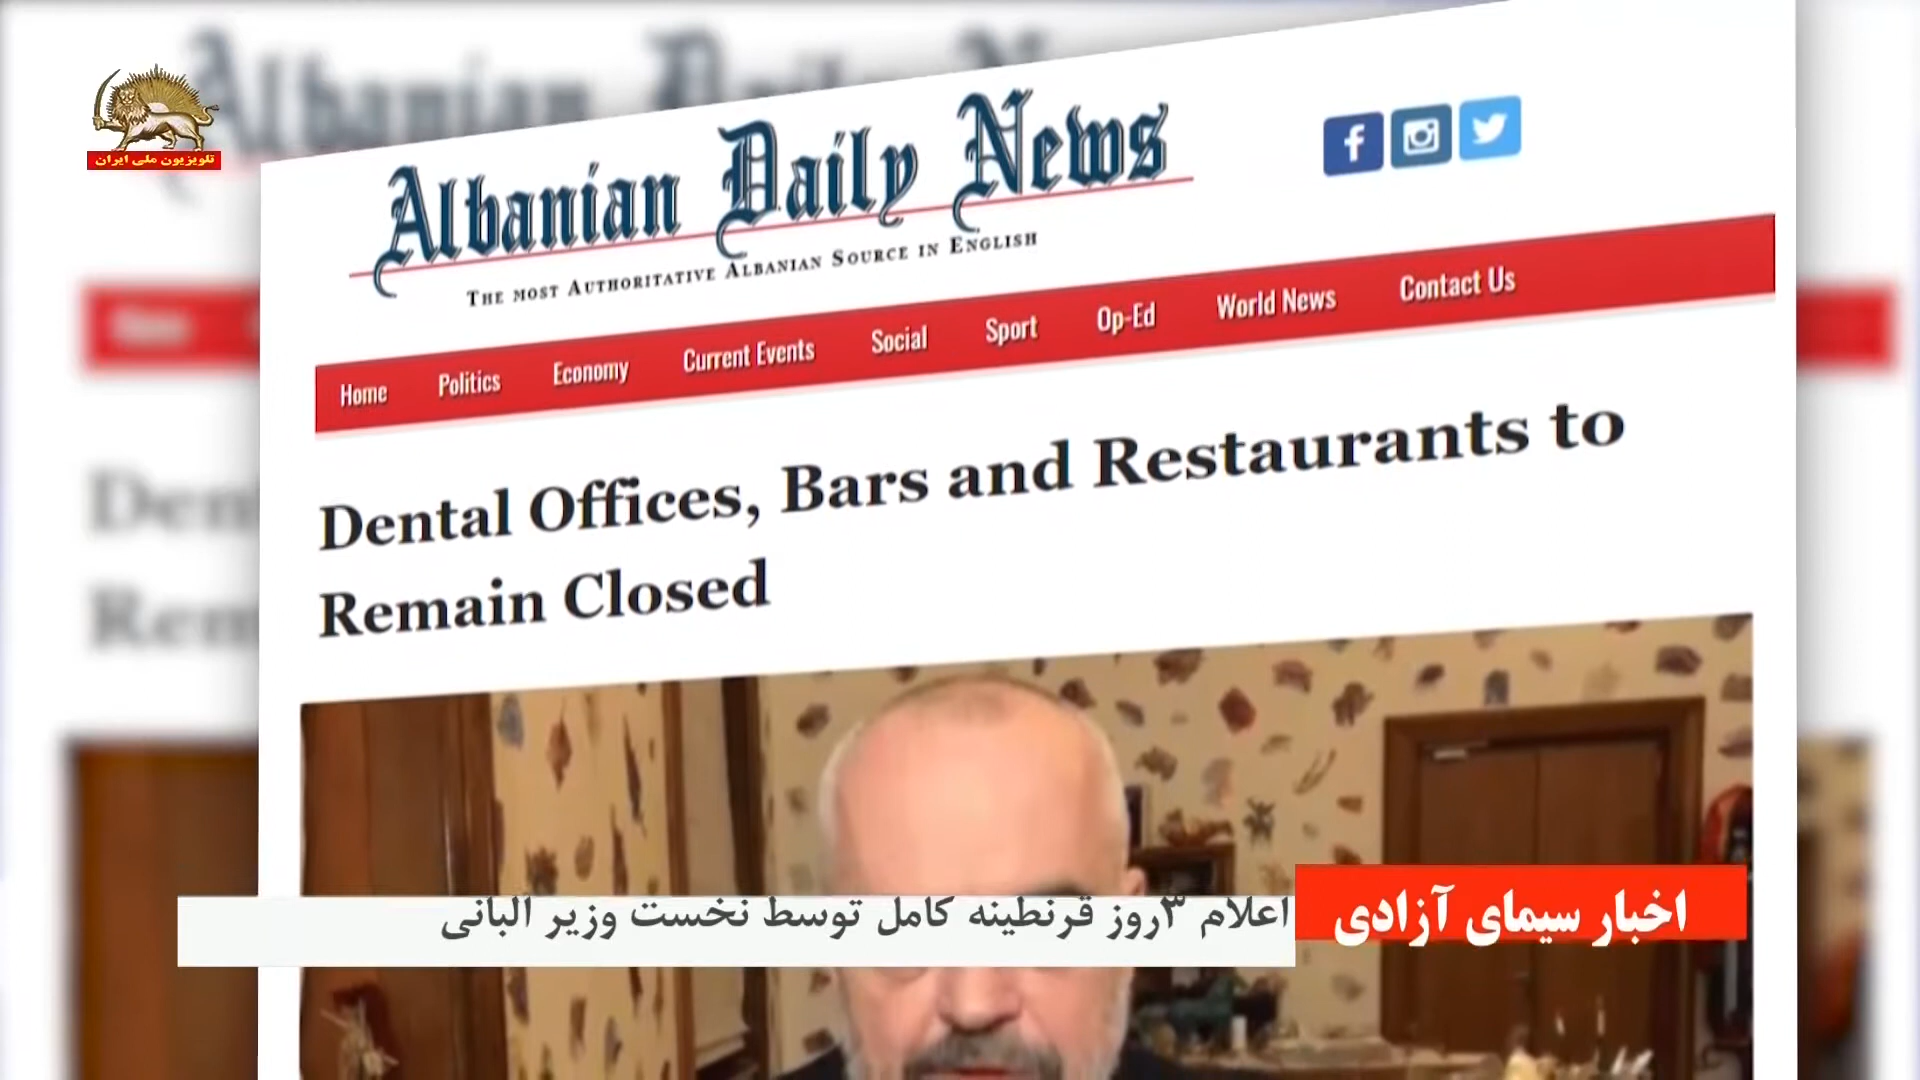 تلویزیون ملی ایران
Albanian Daily News
The most Authoritative Albanian Source in English
Home Politics Economy Current Events Social Sport Op-Ed World News Contact Us
Dental Offices, Bars and Restaurants to
Remain Closed
اخبار سیمای آزادی
اعلام ۳روز قرنطینه کامل توسط نخست وزیر آلبانی